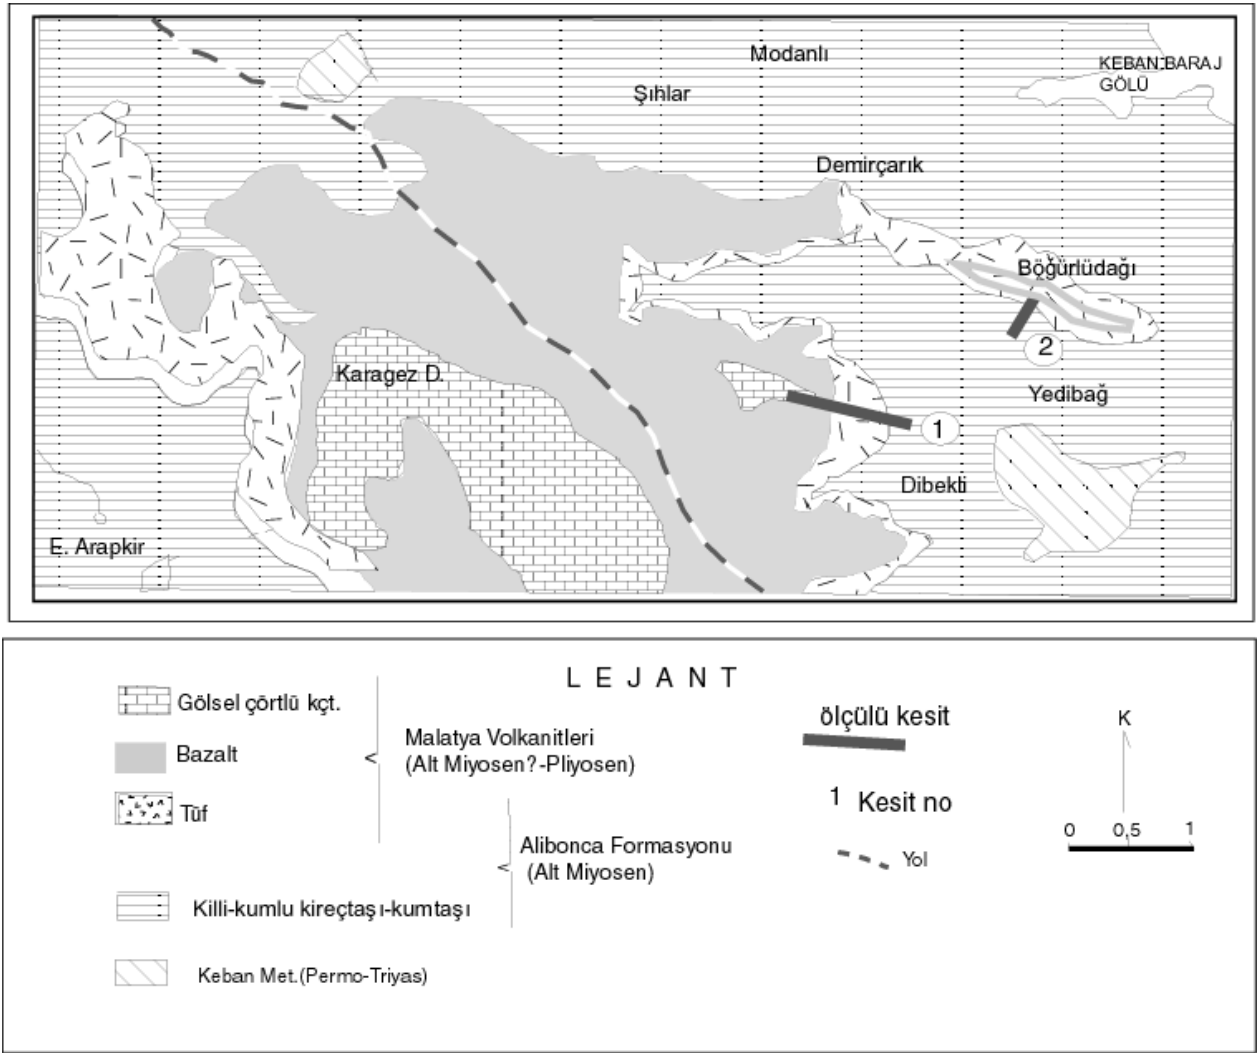 Modanlı
KEBAN BARAJ
GÖLÜ
Şıhlar
Demirçarık
Böğürlüdağı
2
Karagez D.
Yedibağ
1
Dibekli
E. Arapkir
LEJANT
Gölsel çörtlü kçt.
Bazalt
Tüf
Malatya Volkanitleri
(Alt Miyosen?-Pliyosen)
Alibonca Formasyonu
(Alt Miyosen)
Killi-kumlu kireçtaşı-kumtaşı
Keban Met.(Permo-Triyas)
ölçülü kesit
1 Kesit no
Yol
K
0 0,5 1